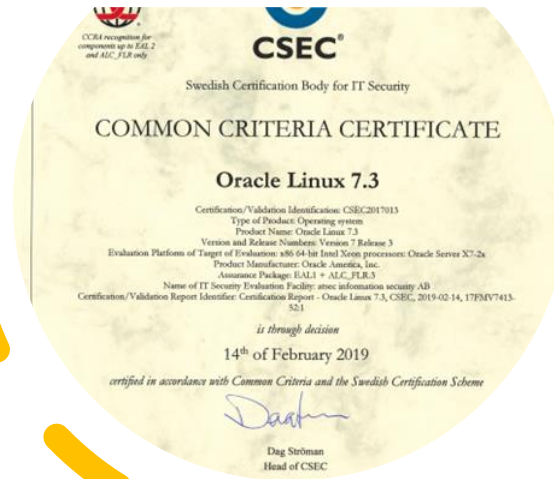 CCRA recognition for
components up to EAL 2
and ALC_FLR only
CSEC®
Swedish Certification Body for IT Security
COMMON CRITERIA CERTIFICATE
Oracle Linux 7.3
Certification/Validation Identification: CSEC2017013
Type of Product: Operating system
Product Name: Oracle Linux 7.3
Version and Release Numbers: Version 7 Release 3
Evaluation Platform of Target of Evaluation: x86 64-bit Intel Xeon processors: Oracle Server X7-2x
Product Manufacturer: Oracle America, Inc.
Assurance Package: EAL1 + ALC_FLR.3
Name of IT Security Evaluation Facility: atsec information security AB
Certification/Validation Report Identifier: Certification Report - Oracle Linux 7.3, CSEC, 2019-02-14, 17FMV7413-
52:1
is through decision
14th of February 2019
certified in accordance with Common Criteria and the Swedish Certification Scheme
Dag Ströman
Head of CSEC